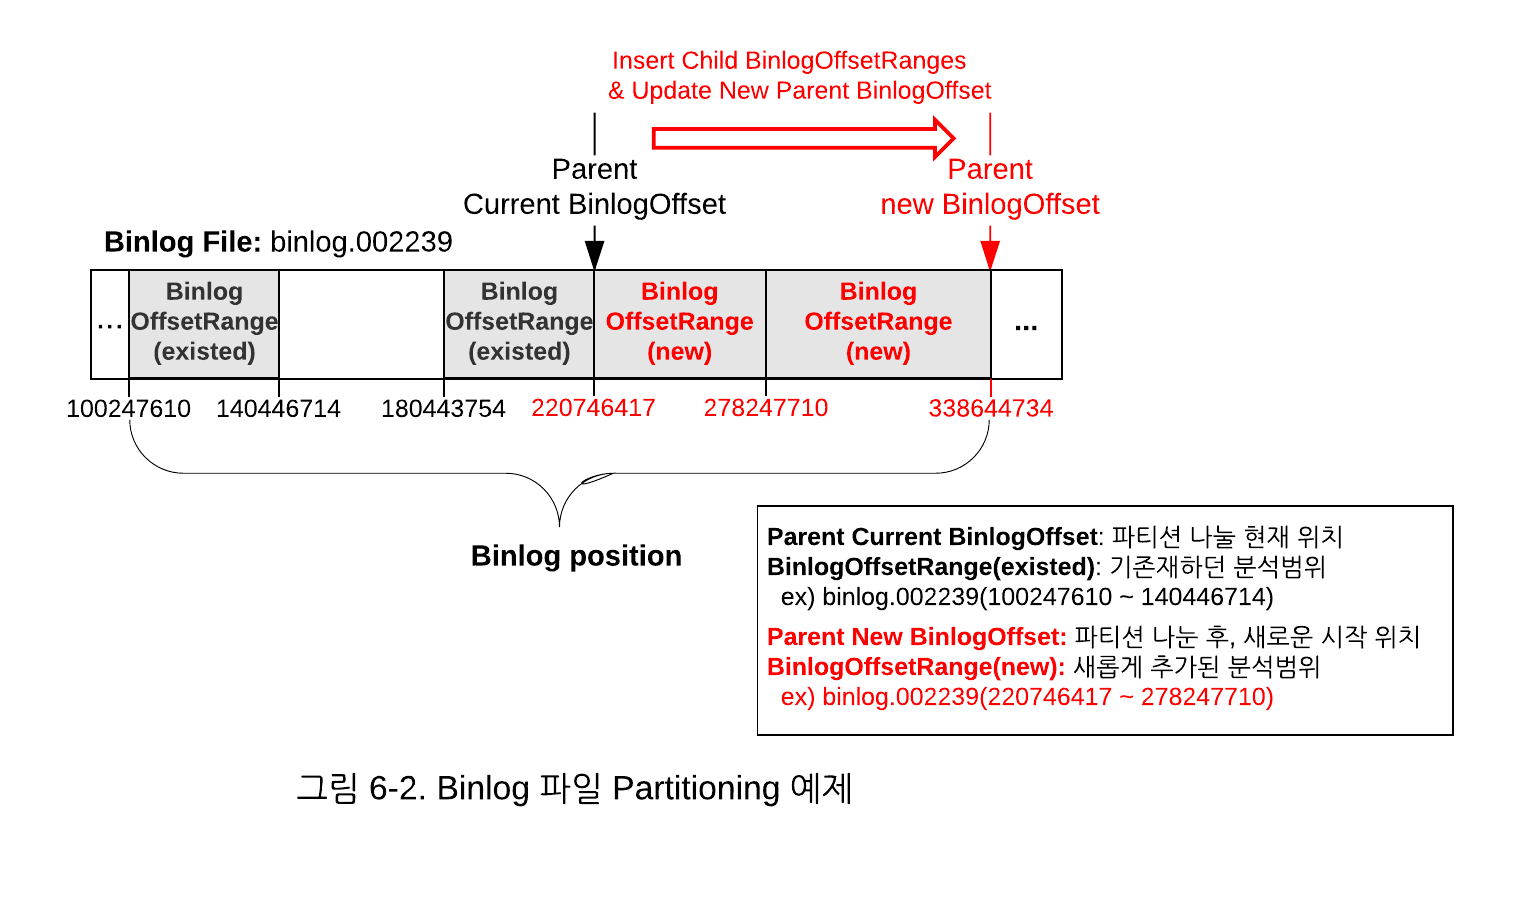 Insert Child BinlogOffsetRanges
& Update New Parent BinlogOffset
Parent
Current BinlogOffset
Parent
new BinlogOffset
Binlog File: binlog.002239
...
Binlog
OffsetRange
(existed)
Binlog
OffsetRange
(existed)
Binlog
OffsetRange
(new)
Binlog
OffsetRange
(new)
...
100247610 140446714 180443754 220746417 278247710 338644734
Binlog position
Parent Current BinlogOffset: 파티션 나눌 현재 위치
BinlogOffsetRange(existed): 기존재하던 분석범위
ex) binlog.002239(100247610 ~ 140446714)
Parent New BinlogOffset: 파티션 나눈 후, 새로운 시작 위치
BinlogOffsetRange(new): 새롭게 추가된 분석범위
ex) binlog.002239(220746417 ~ 278247710)
그림 6-2. Binlog 파일 Partitioning 예제